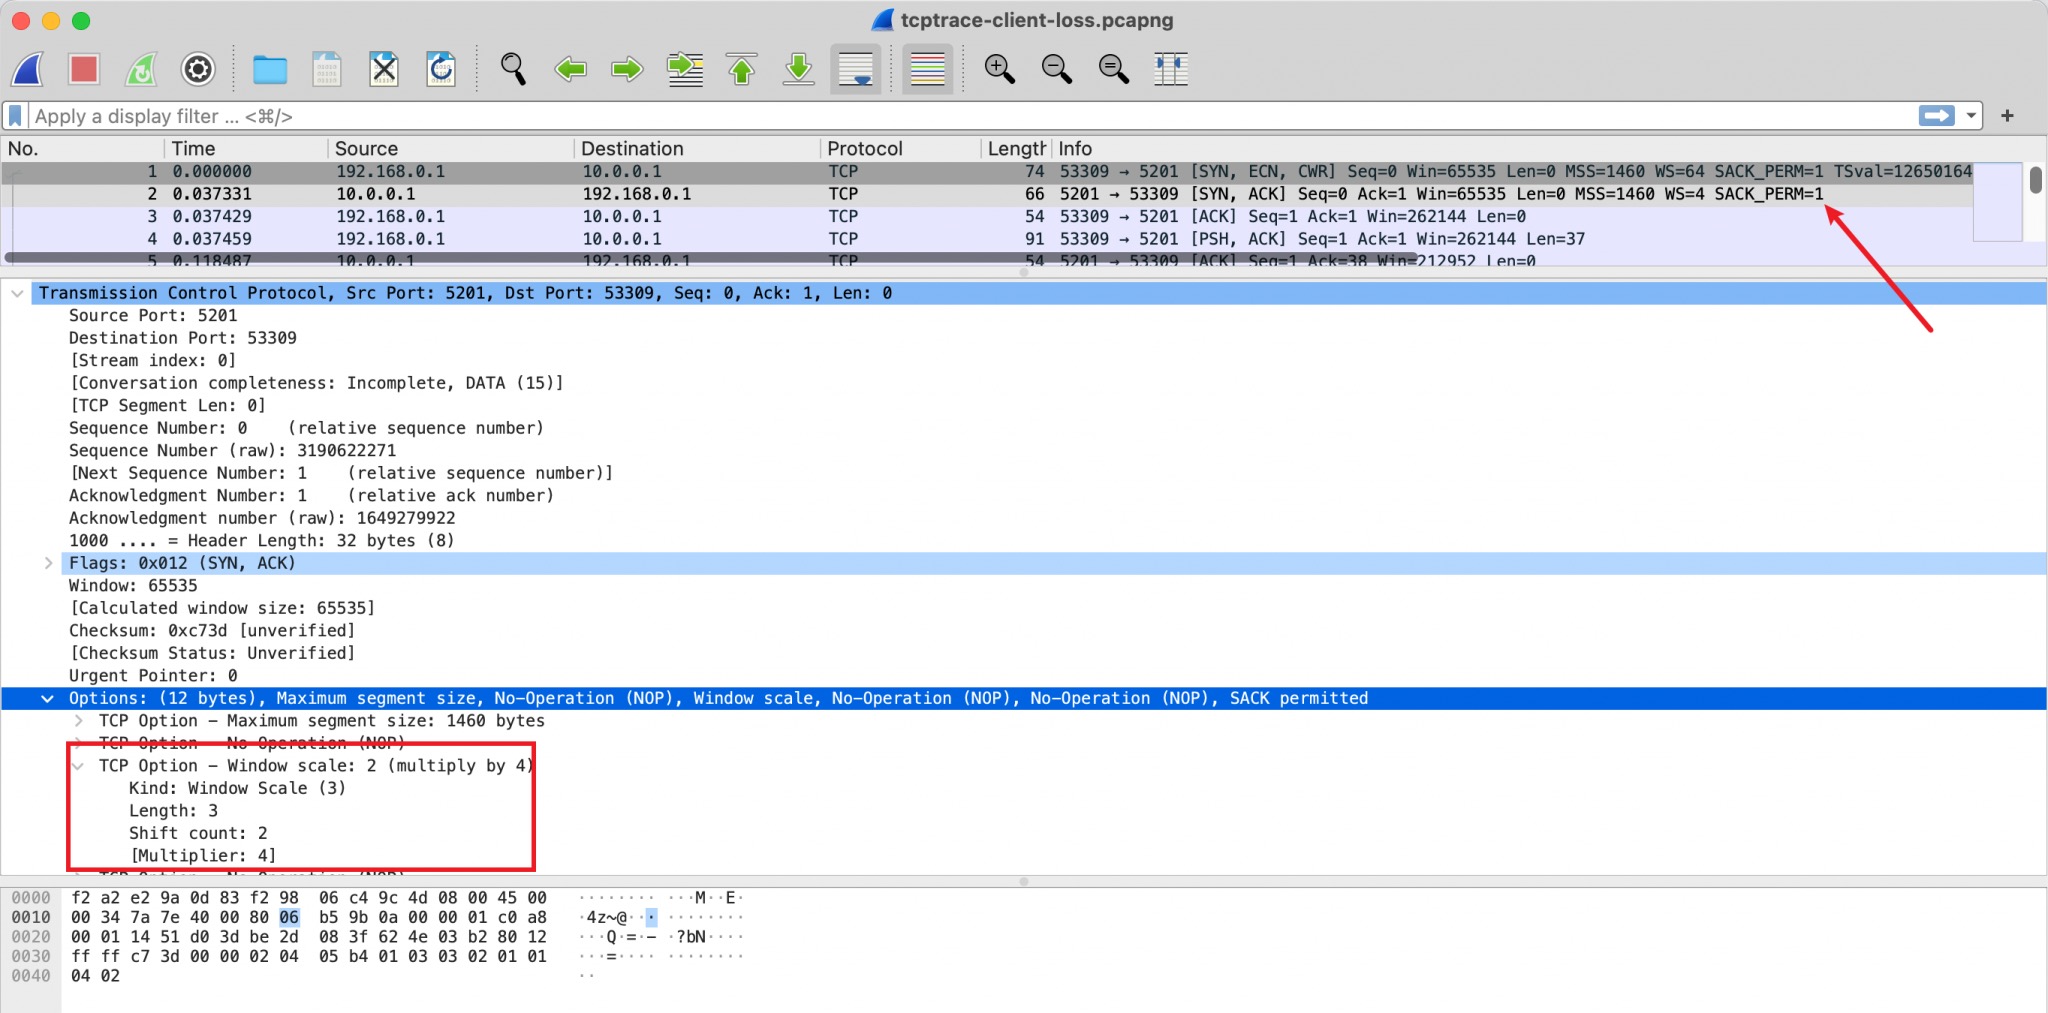 tcptrace-client-loss.pcapng
Apply a display filter ... <⌘/>
+
No. Time Source Destination Protocol Length Info
1 0.000000 192.168.0.1 10.0.0.1 TCP 74 53309 → 5201 [SYN, ECN, CWR] Seq=0 Win=65535 Len=0 MSS=1460 WS=64 SACK_PERM=1 TSval=12650164
2 0.037331 10.0.0.1 192.168.0.1 TCP 66 5201 → 53309 [SYN, ACK] Seq=0 Ack=1 Win=65535 Len=0 MSS=1460 WS=4 SACK_PERM=1
3 0.037429 192.168.0.1 10.0.0.1 TCP 54 53309 → 5201 [ACK] Seq=1 Ack=1 Win=262144 Len=0
4 0.037459 192.168.0.1 10.0.0.1 TCP 91 53309 → 5201 [PSH, ACK] Seq=1 Ack=1 Win=262144 Len=37
5 0.118487 10.0.0.1 192.168.0.1 TCP 54 5201 → 53309 [ACK] Seq=1 Ack=38 Win=212952 Len=0
Transmission Control Protocol, Src Port: 5201, Dst Port: 53309, Seq: 0, Ack: 1, Len: 0
Source Port: 5201
Destination Port: 53309
[Stream index: 0]
[Conversation completeness: Incomplete, DATA (15)]
[TCP Segment Len: 0]
Sequence Number: 0 (relative sequence number)
Sequence Number (raw): 3190622271
[Next Sequence Number: 1 (relative sequence number)]
Acknowledgment Number: 1 (relative ack number)
Acknowledgment number (raw): 1649279922
1000 .... = Header Length: 32 bytes (8)
Flags: 0x012 (SYN, ACK)
Window: 65535
[Calculated window size: 65535]
Checksum: 0xc73d [unverified]
[Checksum Status: Unverified]
Urgent Pointer: 0
Options: (12 bytes), Maximum segment size, No-Operation (NOP), Window scale, No-Operation (NOP), No-Operation (NOP), SACK permitted
TCP Option – Maximum segment size: 1460 bytes
TCP Option – No-Operation (NOP)
TCP Option – Window scale: 2 (multiply by 4)
Kind: Window Scale (3)
Length: 3
Shift count: 2
[Multiplier: 4]
TCP Option – No-Operation (NOP)
0000 f2 a2 e2 9a 0d 83 f2 98 06 c4 9c 4d 08 00 45 00 ········ ···M··E·
0010 00 34 7a 7e 40 00 80 06 b5 9b 0a 00 00 01 c0 a8 ·4z~@··· ········
0020 00 01 14 51 d0 3d be 2d 08 3f 62 4e 03 b2 80 12 ···Q·=·- ·?bN····
0030 ff ff c7 3d 00 00 02 04 05 b4 01 03 03 02 01 01 ···=···· ········
0040 04 02 ··